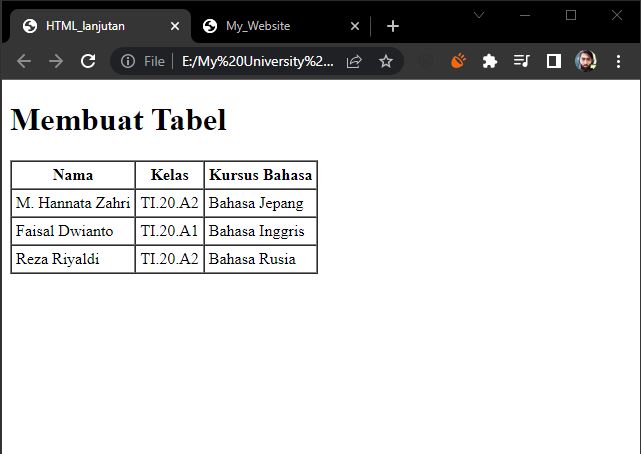 HTML_lanjutan
My_Website
File
E:/My%20University%2...
Membuat Tabel
Nama Kelas Kursus Bahasa
M. Hannata Zahri TI.20.A2 Bahasa Jepang
Faisal Dwianto TI.20.A1 Bahasa Inggris
Reza Riyaldi TI.20.A2 Bahasa Rusia